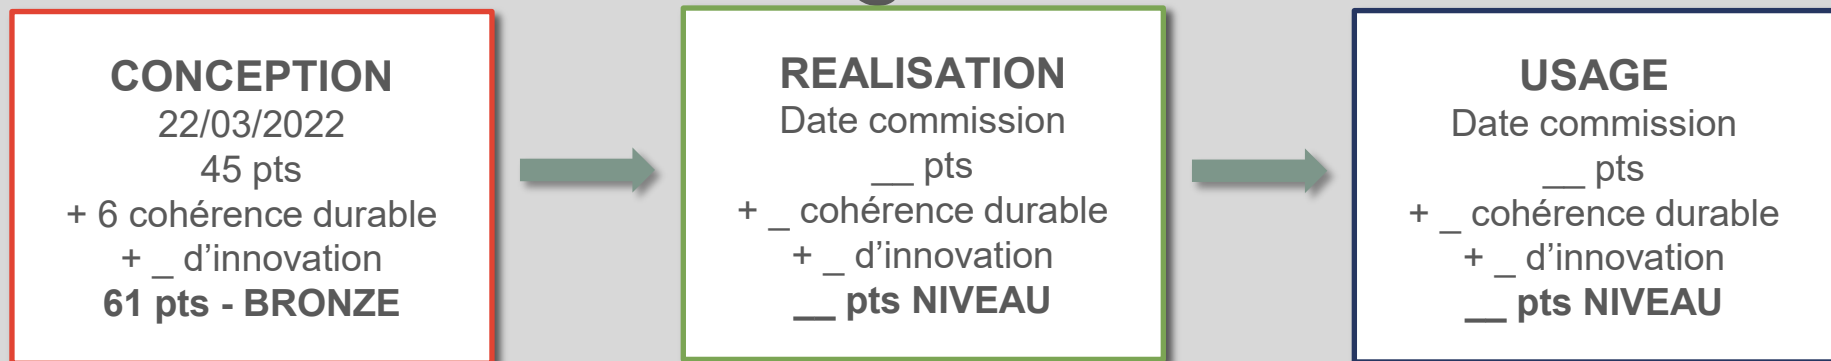 CONCEPTION
22/03/2022
45 pts
+ 6 cohérence durable
+ _ d’innovation
61 pts - BRONZE
REALISATION
Date commission
__ pts
+ _ cohérence durable
+ _ d’innovation
__ pts NIVEAU
USAGE
Date commission
__ pts
+ _ cohérence durable
+ _ d’innovation
__ pts NIVEAU